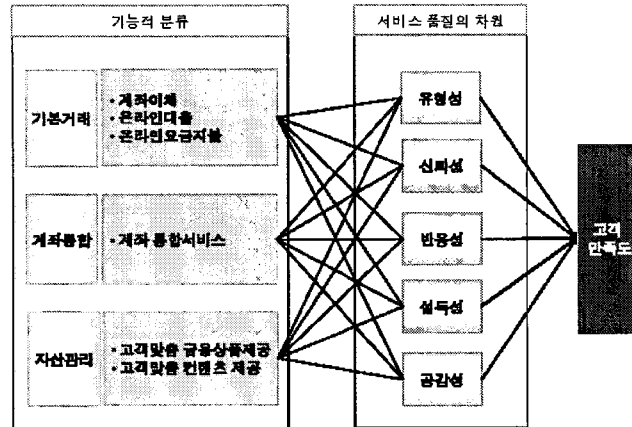 기능적 분류
서비스 품질의 차원
기본거래
• 계좌이체
• 온라인대출
• 온라인요금지불
계좌통합
• 계좌 통합서비스
자산관리
• 고객맞춤 금융상품제공
• 고객맞춤 컨텐츠 제공
유형성
신뢰성
반응성
설득성
공감성
고객
만족도